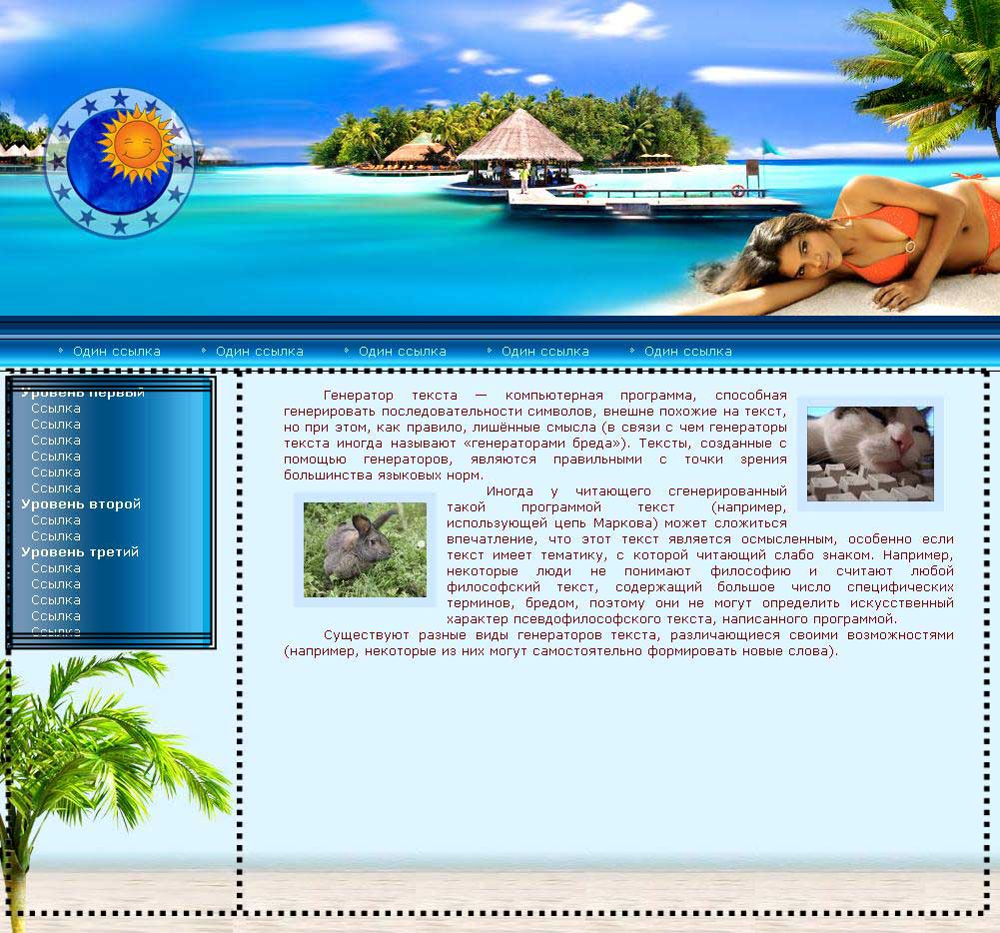 Один ссылка Один ссылка Один ссылка Один ссылка Один ссылка
Уровень первый
Ссылка
Ссылка
Ссылка
Ссылка
Ссылка
Ссылка
Уровень второй
Ссылка
Ссылка
Уровень третий
Ссылка
Ссылка
Ссылка
Ссылка
Ссылка
Генератор текста — компьютерная программа, способная
генерировать последовательности символов, внешне похожие на текст,
но при этом, как правило, лишённые смысла (в связи с чем генераторы
текста иногда называют «генераторами бреда»). Тексты, созданные с
помощью генераторов, являются правильными с точки зрения
большинства языковых норм.
Иногда у читающего сгенерированный
такой программой текст (например,
использующей цепь Маркова) может сложиться
впечатление, что этот текст является осмысленным, особенно если
текст имеет тематику, с которой читающий слабо знаком. Например,
некоторые люди не понимают философию и считают любой
философский текст, содержащий большое число специфических
терминов, бредом, поэтому они не могут определить искусственный
характер псевдофилософского текста, написанного программой.
Существуют разные виды генераторов текста, различающиеся своими возможностями
(например, некоторые из них могут самостоятельно формировать новые слова).